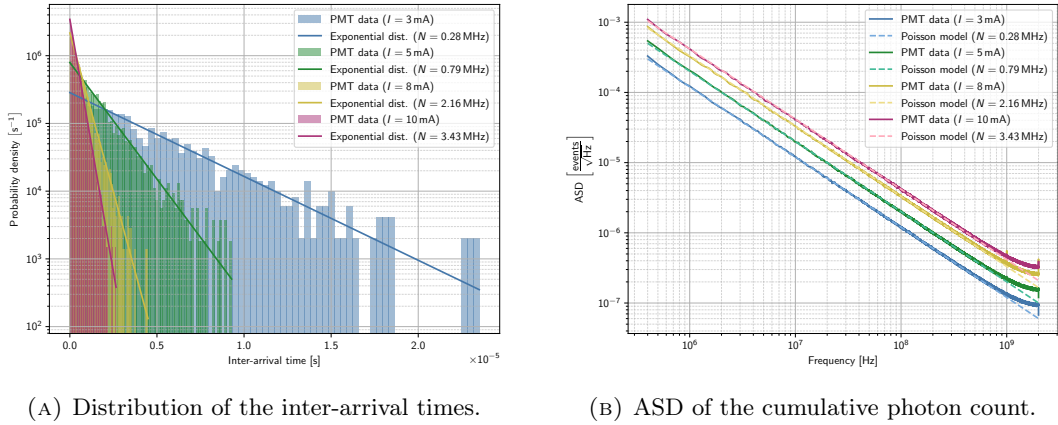 10^6
10^5
10^4
10^3
10^2
Probability density [s^−1]
0.0 0.5 1.0 1.5 2.0
×10^−5
Inter-arrival time [s]
PMT data (I = 3 mA)
Exponential dist. (N = 0.28 MHz)
PMT data (I = 5 mA)
Exponential dist. (N = 0.79 MHz)
PMT data (I = 8 mA)
Exponential dist. (N = 2.16 MHz)
PMT data (I = 10 mA)
Exponential dist. (N = 3.43 MHz)
(A) Distribution of the inter-arrival times.
10^−3
10^−4
10^−5
10^−6
10^−7
ASD [events/√Hz]
10^6 10^7 10^8 10^9
Frequency [Hz]
PMT data (I = 3 mA)
Poisson model (N = 0.28 MHz)
PMT data (I = 5 mA)
Poisson model (N = 0.79 MHz)
PMT data (I = 8 mA)
Poisson model (N = 2.16 MHz)
PMT data (I = 10 mA)
Poisson model (N = 3.43 MHz)
(B) ASD of the cumulative photon count.